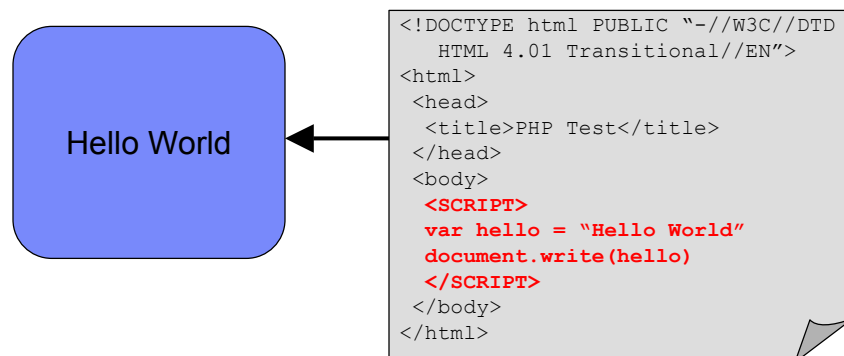 Hello World
<!DOCTYPE html PUBLIC “-//W3C//DTD
HTML 4.01 Transitional//EN”>
<html>
<head>
<title>PHP Test</title>
</head>
<body>
<SCRIPT>
var hello = “Hello World”
document.write(hello)
</SCRIPT>
</body>
</html>